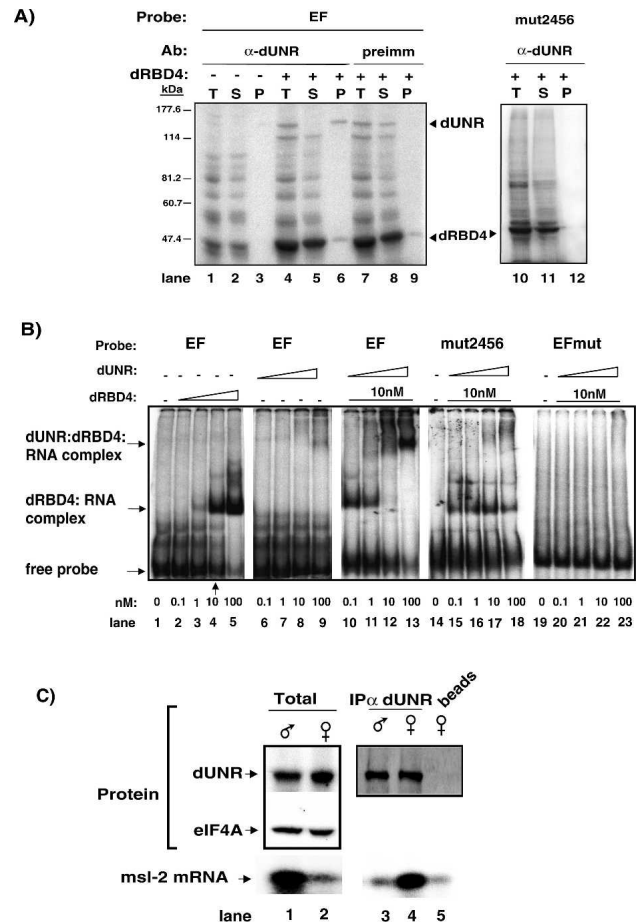 A)
Probe: EF mut2456
Ab: α-dUNR preimm α-dUNR
dRBD4: - - - + + + + + + + + +
kDa T S P T S P T S P T S P
177.6
114
81.2
60.7
47.4
dUNR
dRBD4
lane 1 2 3 4 5 6 7 8 9 10 11 12
B)
Probe: EF EF EF mut2456 EFmut
dUNR: - - - - - - -
dRBD4: - - - - - 10nM - 10nM - 10nM
dUNR:dRBD4:
RNA complex
dRBD4: RNA
complex
free probe
nM: 0 0.1 1 10 100 0.1 1 10 100 0.1 1 10 100 0 0.1 1 10 100 0 0.1 1 10 100
lane 1 2 3 4 5 6 7 8 9 10 11 12 13 14 15 16 17 18 19 20 21 22 23
C)
Total IPα dUNR beads
♂ ♀ ♂ ♀ ♀
Protein
dUNR
eIF4A
msl-2 mRNA
lane 1 2 3 4 5